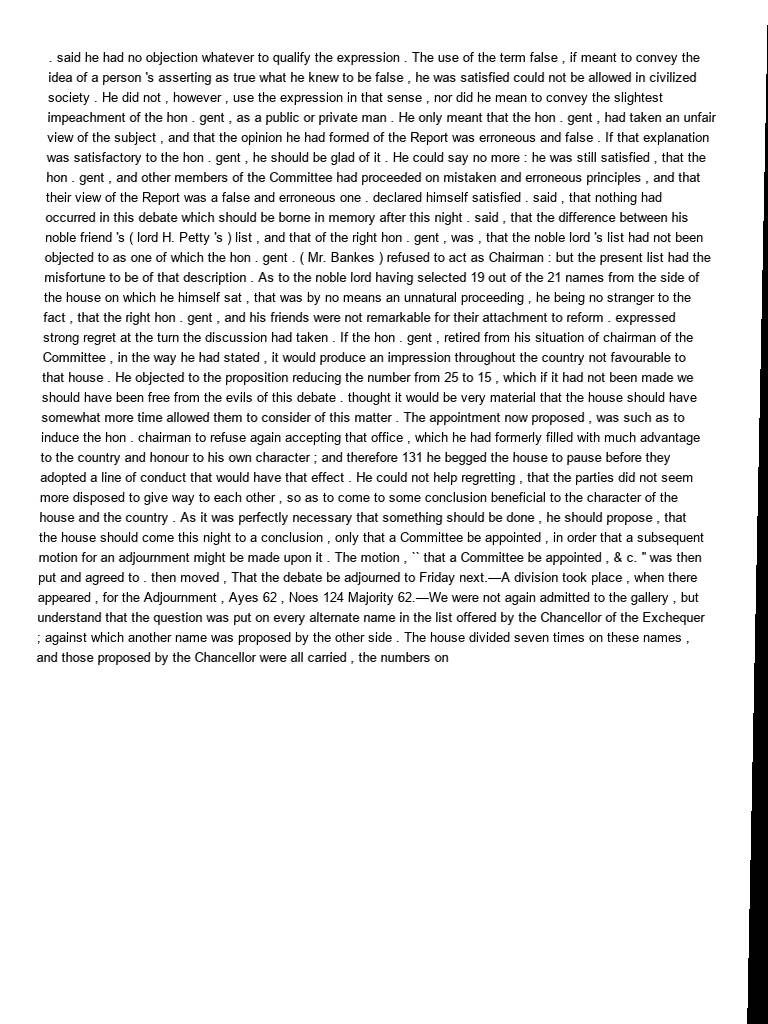 . said he had no objection whatever to qualify the expression . The use of the term false , if meant to convey the
idea of a person 's asserting as true what he knew to be false , he was satisfied could not be allowed in civilized
society . He did not , however , use the expression in that sense , nor did he mean to convey the slightest
impeachment of the hon . gent , as a public or private man . He only meant that the hon . gent , had taken an unfair
view of the subject , and that the opinion he had formed of the Report was erroneous and false . If that explanation
was satisfactory to the hon . gent , he should be glad of it . He could say no more : he was still satisfied , that the
hon . gent , and other members of the Committee had proceeded on mistaken and erroneous principles , and that
their view of the Report was a false and erroneous one . declared himself satisfied . said , that nothing had
occurred in this debate which should be borne in memory after this night . said , that the difference between his
noble friend 's ( lord H. Petty 's ) list , and that of the right hon . gent , was , that the noble lord 's list had not been
objected to as one of which the hon . gent . ( Mr. Bankes ) refused to act as Chairman : but the present list had the
misfortune to be of that description . As to the noble lord having selected 19 out of the 21 names from the side of
the house on which he himself sat , that was by no means an unnatural proceeding , he being no stranger to the
fact , that the right hon . gent , and his friends were not remarkable for their attachment to reform . expressed
strong regret at the turn the discussion had taken . If the hon . gent , retired from his situation of chairman of the
Committee , in the way he had stated , it would produce an impression throughout the country not favourable to
that house . He objected to the proposition reducing the number from 25 to 15 , which if it had not been made we
should have been free from the evils of this debate . thought it would be very material that the house should have
somewhat more time allowed them to consider of this matter . The appointment now proposed , was such as to
induce the hon . chairman to refuse again accepting that office , which he had formerly filled with much advantage
to the country and honour to his own character ; and therefore 131 he begged the house to pause before they
adopted a line of conduct that would have that effect . He could not help regretting , that the parties did not seem
more disposed to give way to each other , so as to come to some conclusion beneficial to the character of the
house and the country . As it was perfectly necessary that something should be done , he should propose , that
the house should come this night to a conclusion , only that a Committee be appointed , in order that a subsequent
motion for an adjournment might be made upon it . The motion , `` that a Committee be appointed , & c. " was then
put and agreed to . then moved , That the debate be adjourned to Friday next.—A division took place , when there
appeared , for the Adjournment , Ayes 62 , Noes 124 Majority 62.—We were not again admitted to the gallery , but
understand that the question was put on every alternate name in the list offered by the Chancellor of the Exchequer
; against which another name was proposed by the other side . The house divided seven times on these names ,
and those proposed by the Chancellor were all carried , the numbers on